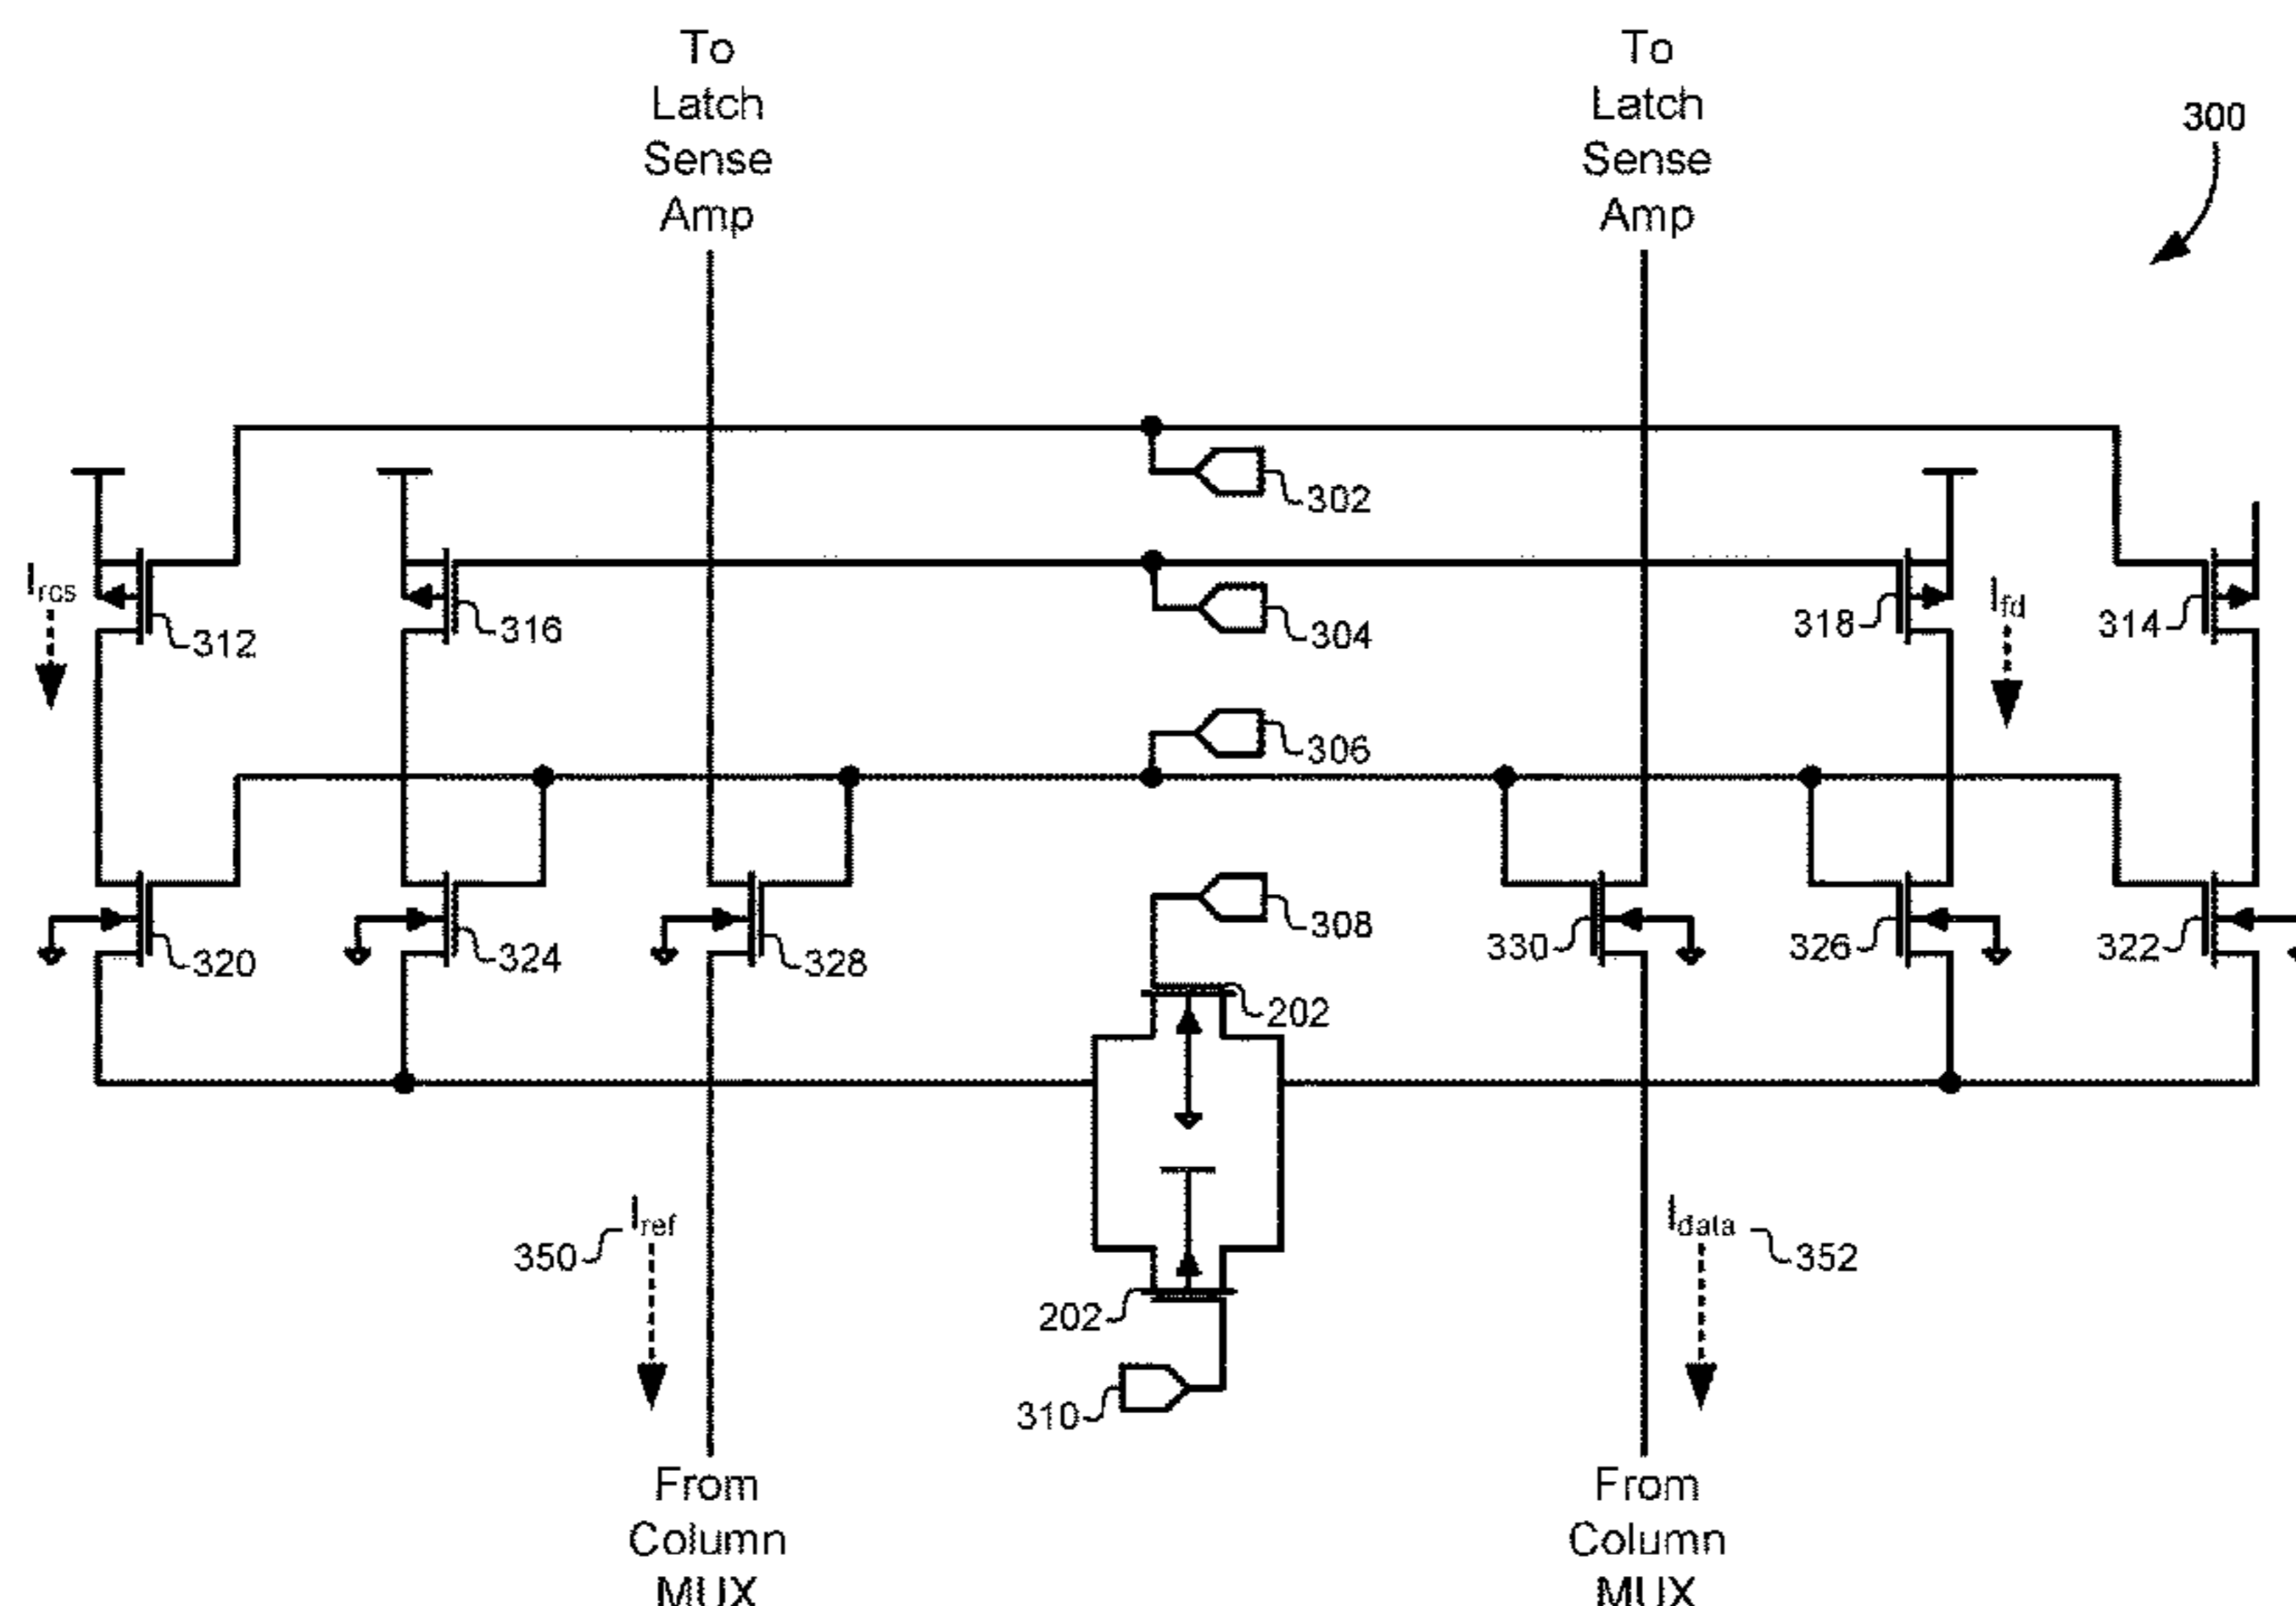 To
Latch
Sense
Amp
To
Latch
Sense
Amp
300
302
Ircs
312
316
304
318
Ifd
314
306
308
320
324
328
330
326
322
202
350
Iref
Idata
352
202
310
From
Column
MUX
From
Column
MUX